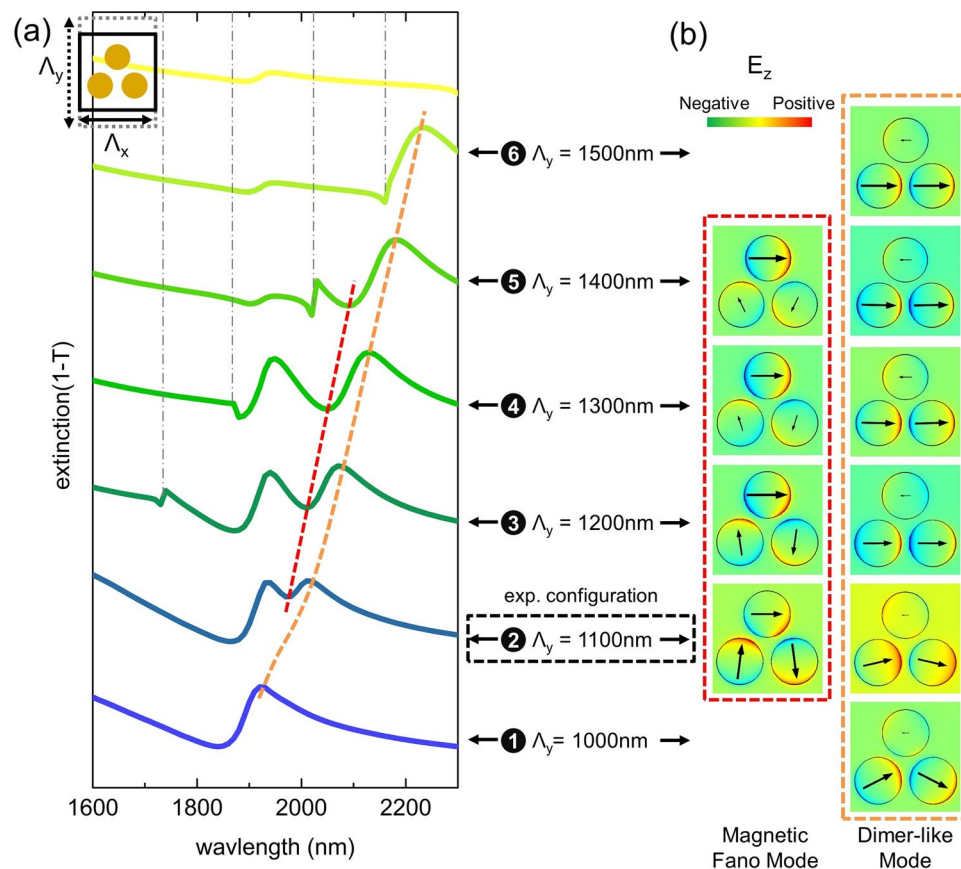 (a)
Λy
Λx
extinction(1-T)
1600
1800
2000
2200
wavlength (nm)
(b)
Ez
Negative
Positive
6 Λy = 1500nm
5 Λy = 1400nm
4 Λy = 1300nm
3 Λy = 1200nm
exp. configuration
2 Λy = 1100nm
1 Λy= 1000nm
Magnetic
Fano Mode
Dimer-like
Mode